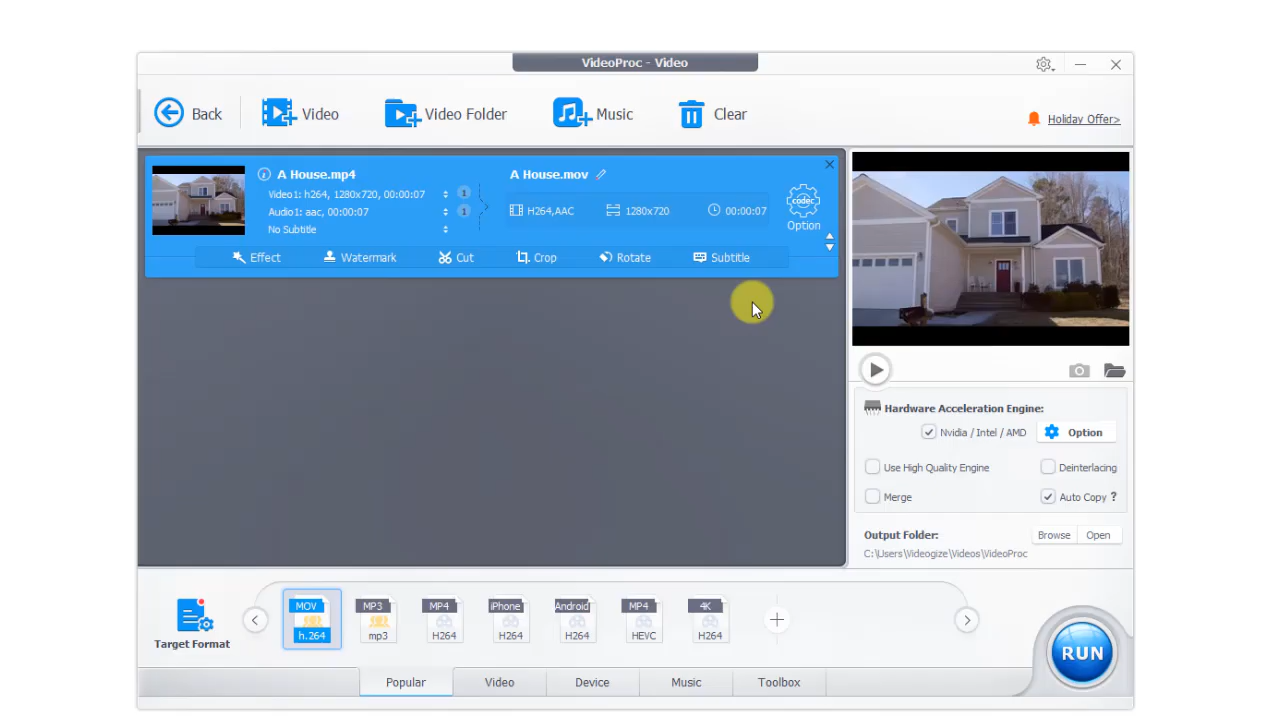 VideoProc - Video
Back
Video
Video Folder
Music
Clear
Holiday Offer>
A House.mp4
A House.mov
Video1: h264, 1280x720, 00:00:07
1
Audio1: aac, 00:00:07
1
No Subtitle
H264,AAC
1280x720
00:00:07
codec
Option
Effect
Watermark
Cut
Crop
Rotate
Subtitle
Hardware Acceleration Engine:
Nvidia / Intel / AMD
Option
Use High Quality Engine
Deinterlacing
Merge
Auto Copy ?
Output Folder:
Browse
Open
C:\Users\Videogize\Videos\VideoProc
Target Format
MOV
h.264
MP3
mp3
MP4
H264
iPhone
H264
Android
H264
MP4
HEVC
4K
H264
RUN
Popular
Video
Device
Music
Toolbox